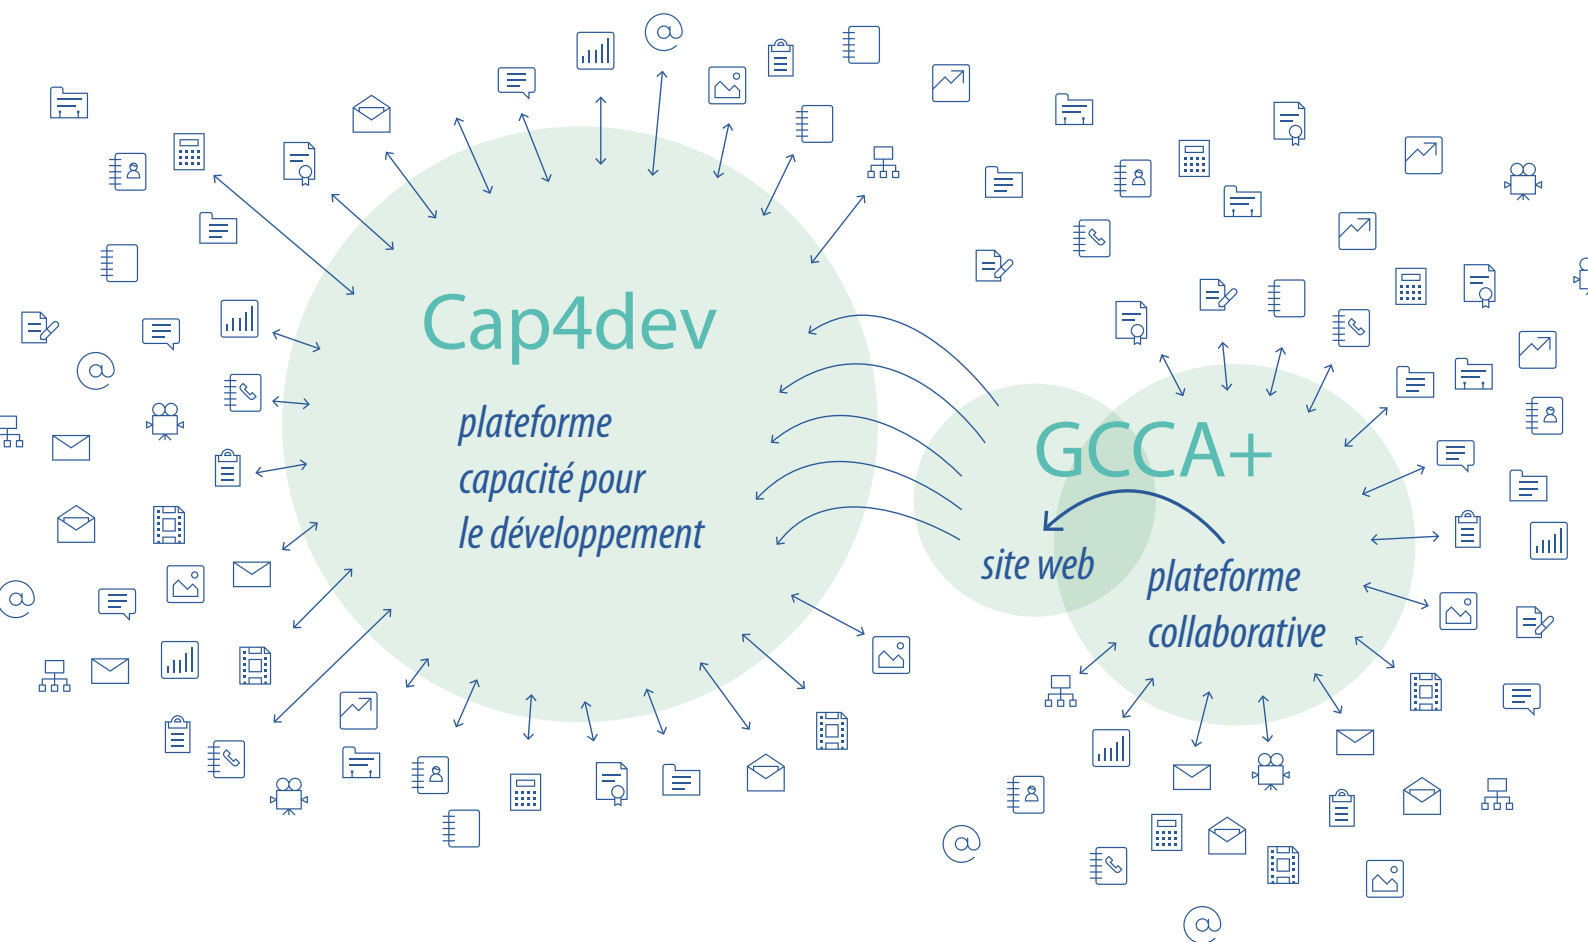 Cap4dev
plateforme
capacité pour
le développement
GCCA+
site web
plateforme
collaborative